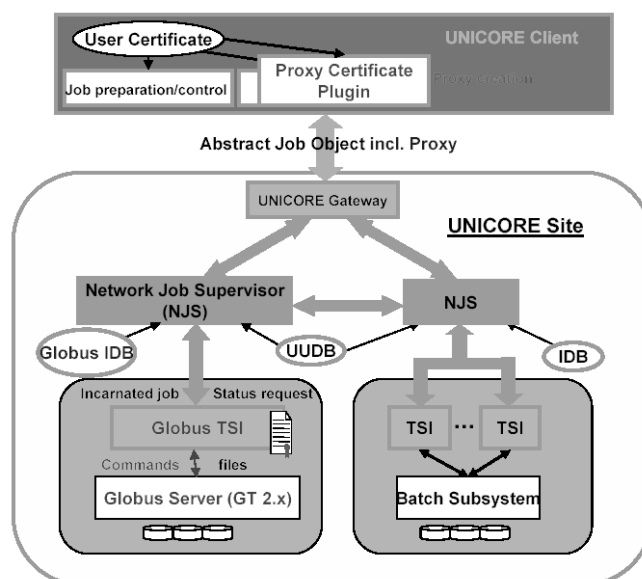 User Certificate
UNICORE Client
Job preparation/control
Proxy Certificate
Plugin
Proxy Creation
Abstract Job Object incl. Proxy
UNICORE Gateway
UNICORE Site
Network Job Supervisor
(NJS)
NJS
Globus IDB
UUDB
IDB
Incarnated job
Status request
Globus TSI
TSI
...
TSI
Commands
files
Globus Server (GT 2.x)
Batch Subsystem